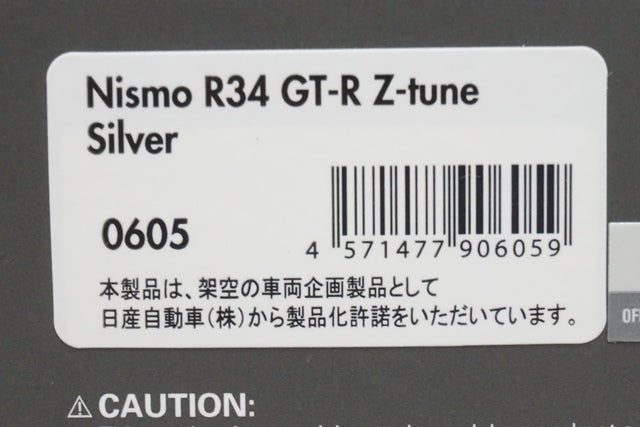 Nismo R34 GT-R Z-tune
Silver
0605
4 571477 906059
本製品は、架空の車両企画製品として
日産自動車(株)から製品化許諾をいただいています。
⚠CAUTION: